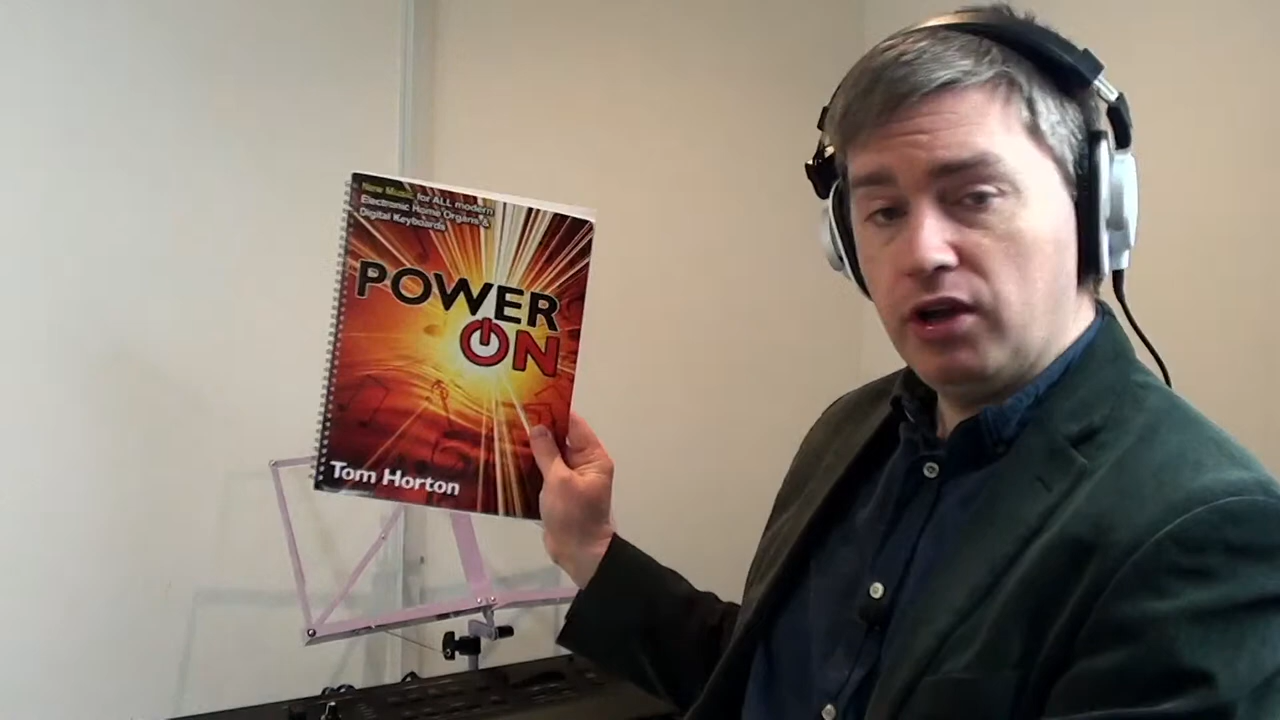 New Music for ALL modern
Electronic Home Organs &
Digital Keyboards
POWER
ON
Tom Horton